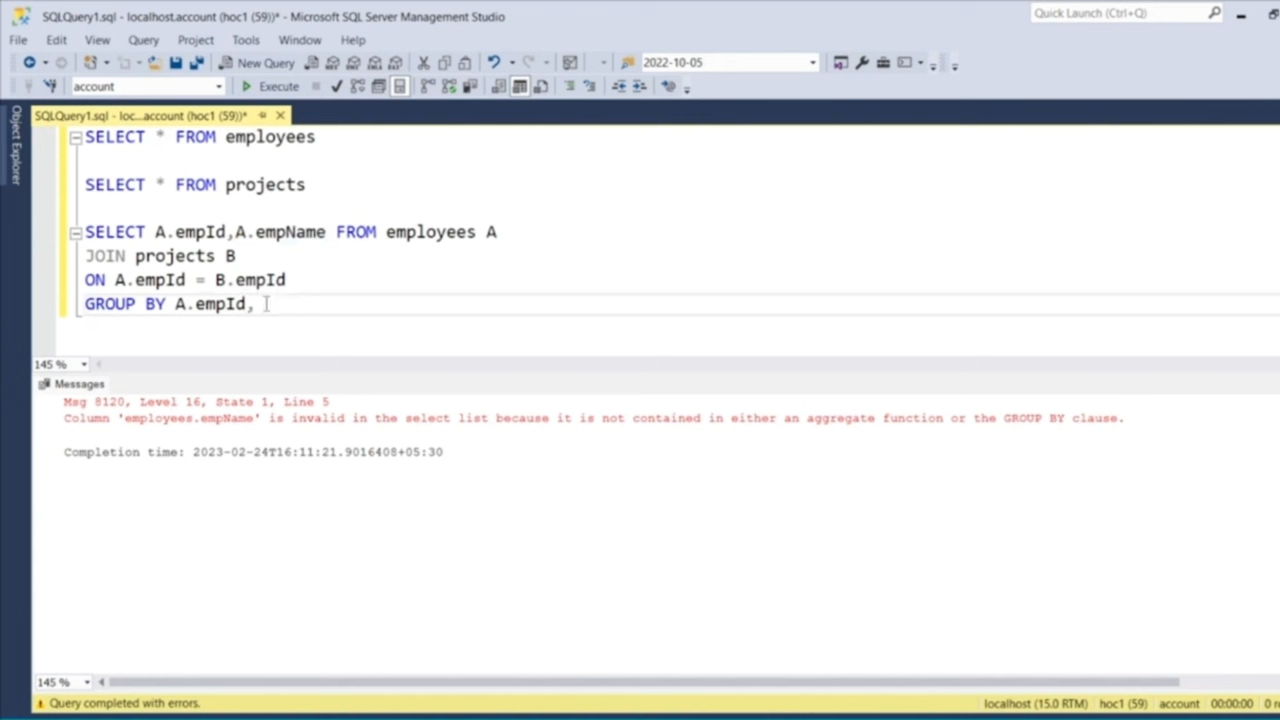 SQLQuery1.sql - localhost.account (hoc1 (59))* - Microsoft SQL Server Management Studio
Quick Launch (Ctrl+Q)
File Edit View Query Project Tools Window Help
New Query
2022-10-05
account
Execute
Object Explorer
SQLQuery1.sql - loc...account (hoc1 (59))*
SELECT * FROM employees
SELECT * FROM projects
SELECT A.empId,A.empName FROM employees A
JOIN projects B
ON A.empId = B.empId
GROUP BY A.empId,
145 %
Messages
Msg 8120, Level 16, State 1, Line 5
Column 'employees.empName' is invalid in the select list because it is not contained in either an aggregate function or the GROUP BY clause.
Completion time: 2023-02-24T16:11:21.9016408+05:30
145 %
Query completed with errors.
localhost (15.0 RTM) hoc1 (59) account 00:00:00 0 r